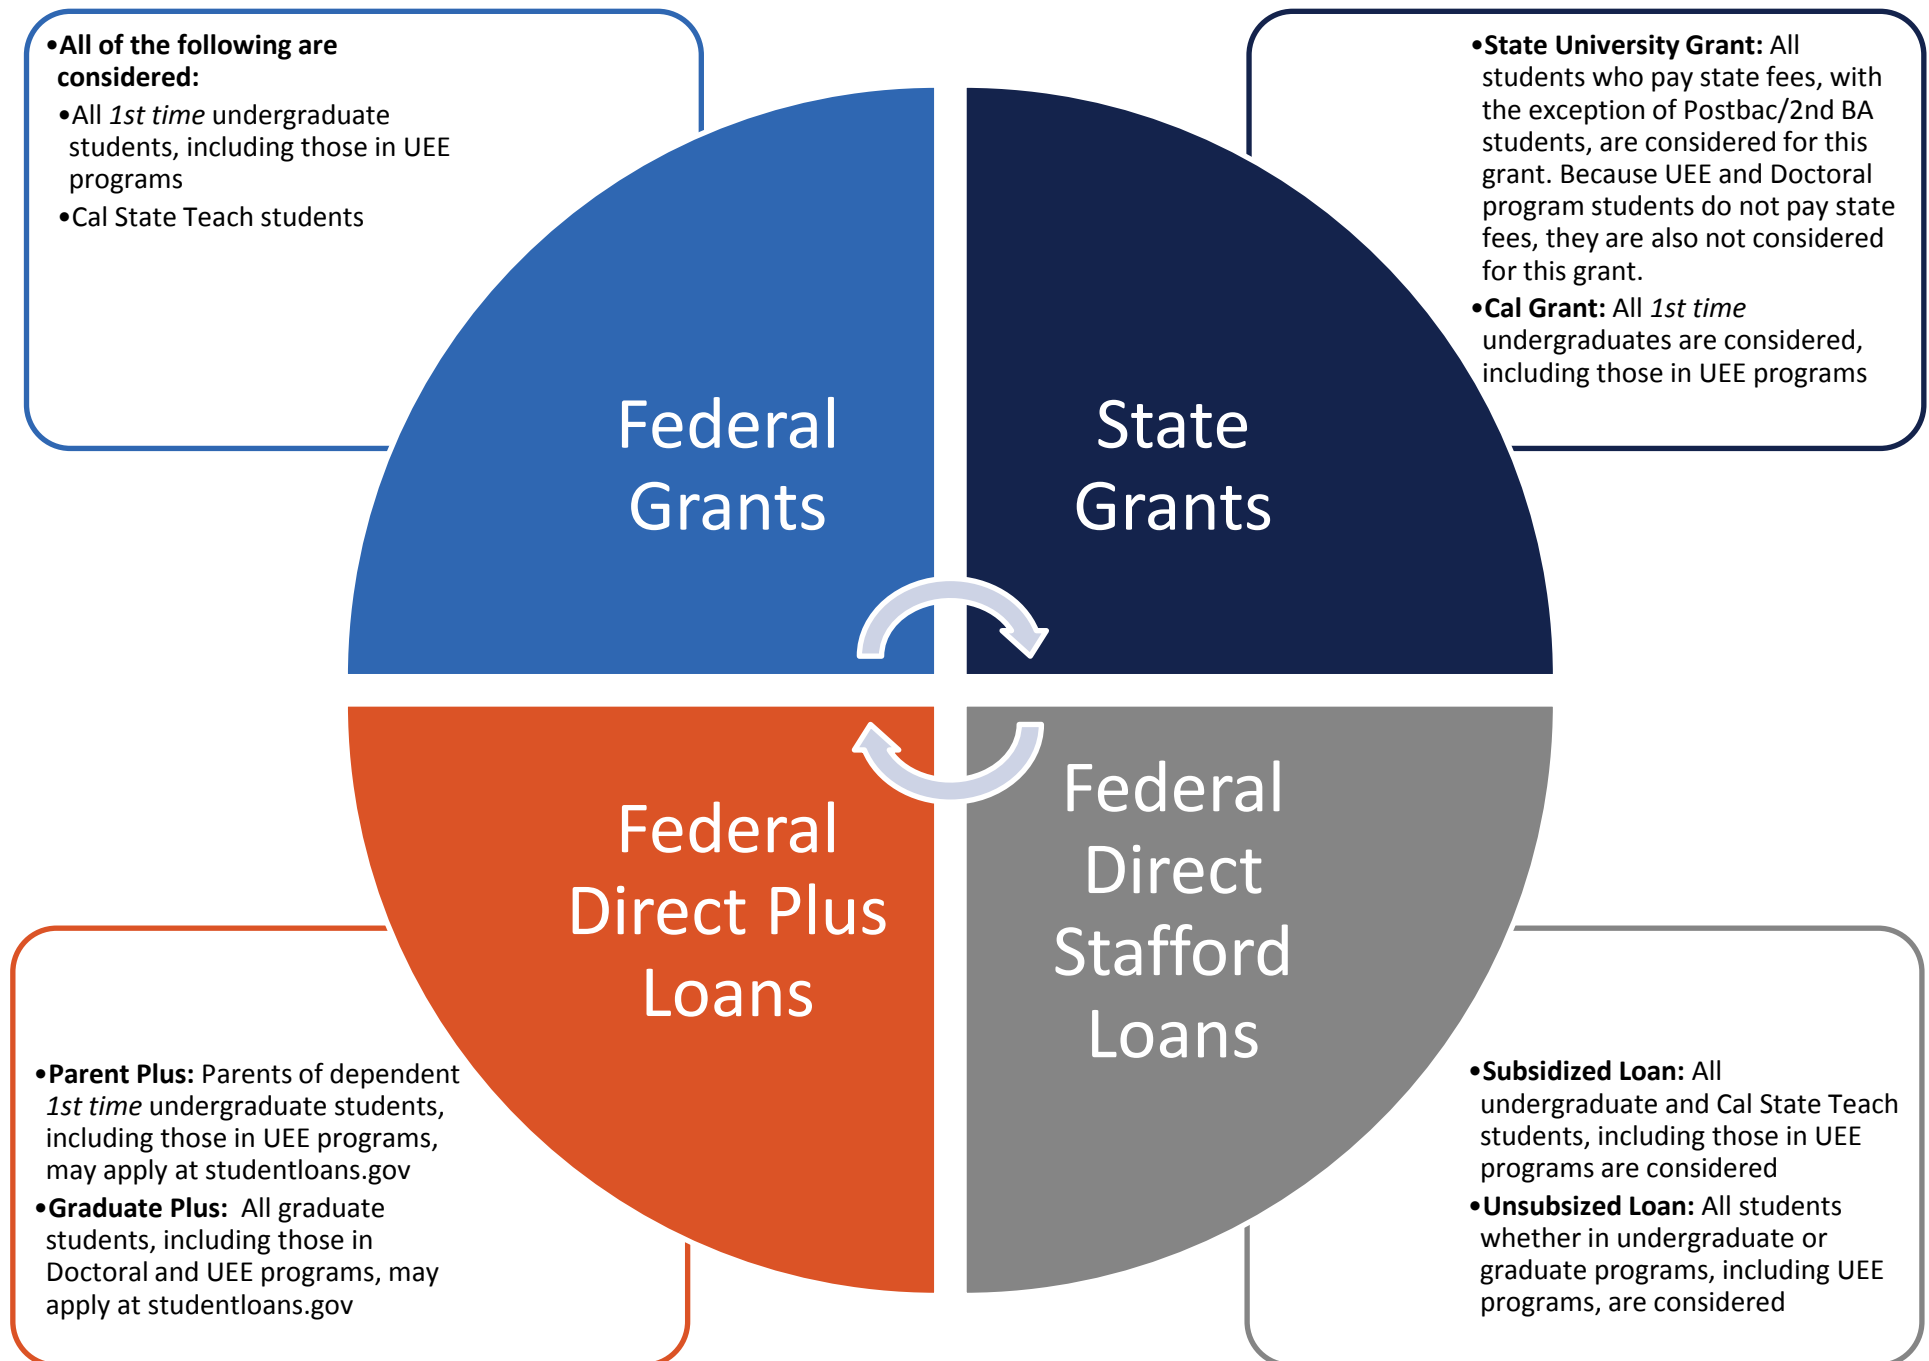 •All of the following are
considered:
•All 1st time undergraduate
students, including those in UEE
programs
•Cal State Teach students
•State University Grant: All
students who pay state fees, with
the exception of Postbac/2nd BA
students, are considered for this
grant. Because UEE and Doctoral
program students do not pay state
fees, they are also not considered
for this grant.
•Cal Grant: All 1st time
undergraduates are considered,
including those in UEE programs
Federal
Grants
State
Grants
Federal
Direct Plus
Loans
Federal
Direct
Stafford
Loans
•Parent Plus: Parents of dependent
1st time undergraduate students,
including those in UEE programs,
may apply at studentloans.gov
•Graduate Plus:  All graduate
students, including those in
Doctoral and UEE programs, may
apply at studentloans.gov
•Subsidized Loan: All
undergraduate and Cal State Teach
students, including those in UEE
programs are considered
•Unsubsized Loan: All students
whether in undergraduate or
graduate programs, including UEE
programs, are considered